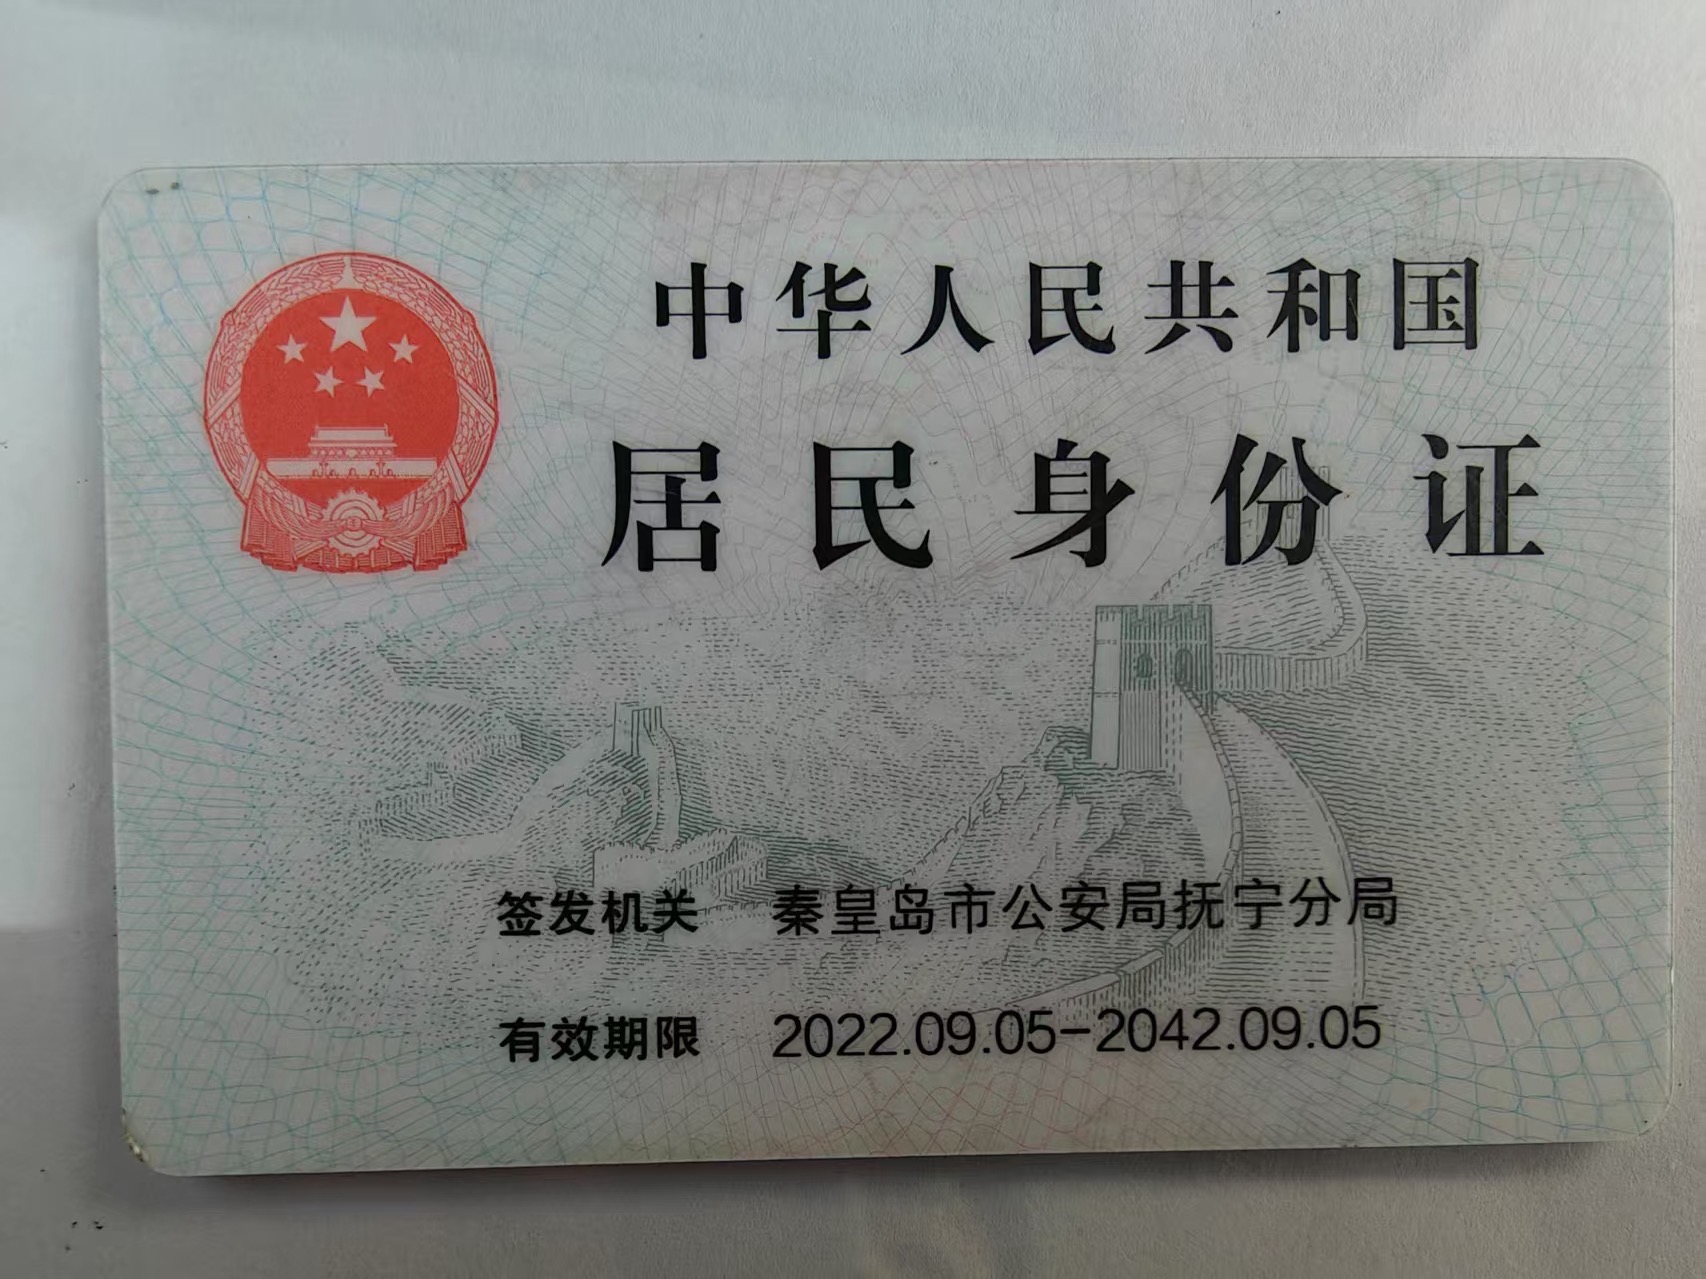 中华人民共和国
居民身份证
签发机关 秦皇岛市公安局抚宁分局
有效期限 2022.09.05-2042.09.05